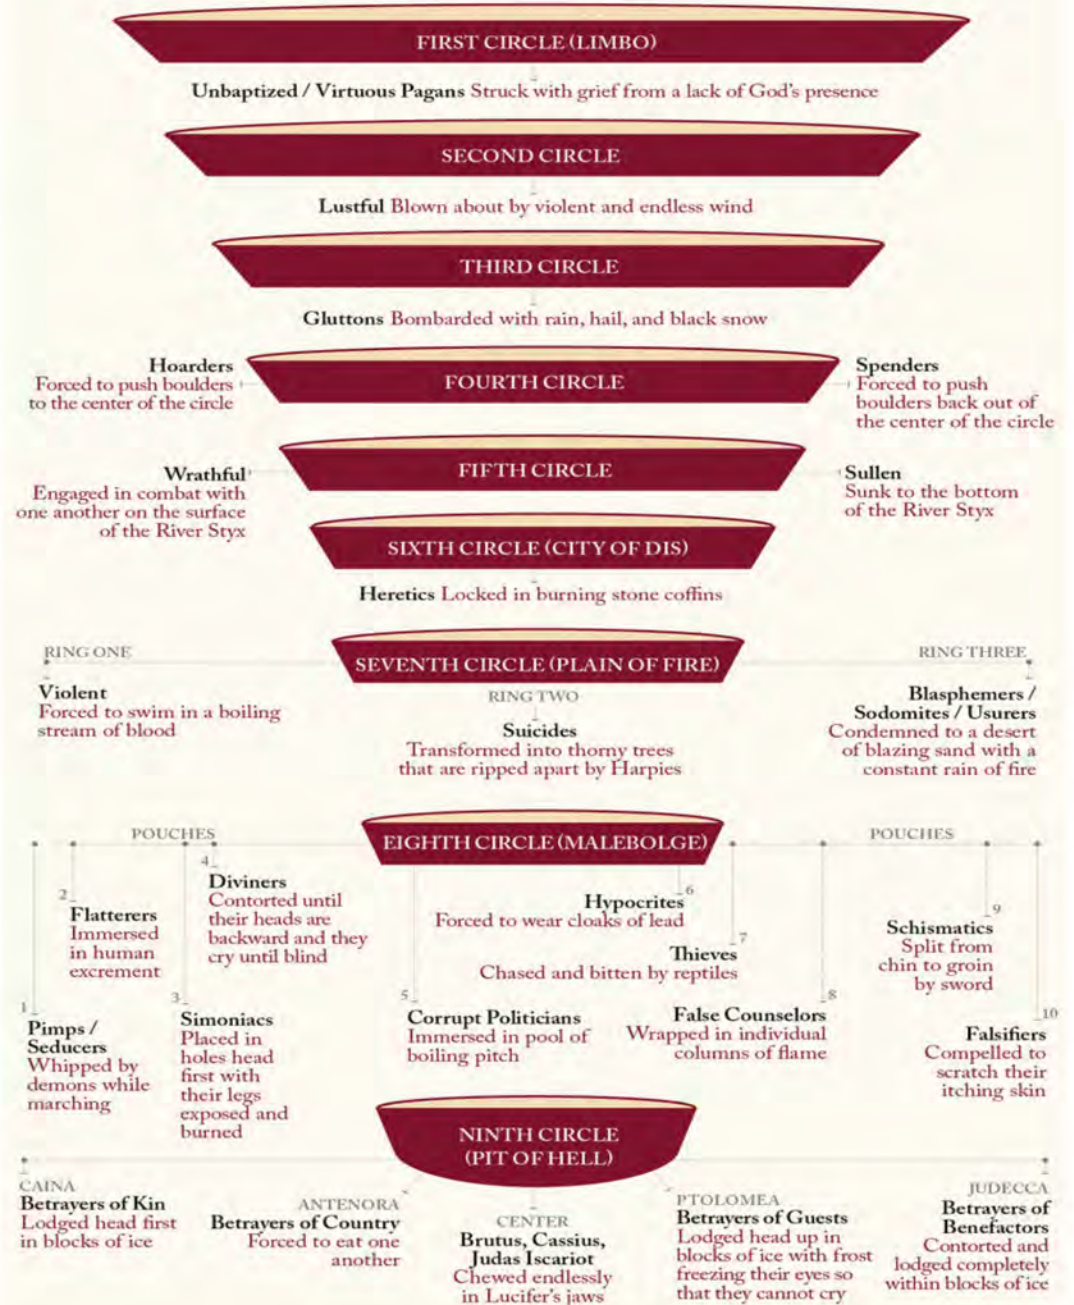 FIRST CIRCLE (LIMBO)
Unbaptized / Virtuous Pagans Struck with grief from a lack of God's presence
SECOND CIRCLE
Lustful Blown about by violent and endless wind
THIRD CIRCLE
Gluttons Bombarded with rain, hail, and black snow
Hoarders
Forced to push boulders
to the center of the circle
FOURTH CIRCLE
Spenders
Forced to push
boulders back out of
the center of the circle
Wrathful
Engaged in combat with
one another on the surface
of the River Styx
FIFTH CIRCLE
Sullen
Sunk to the bottom
of the River Styx
SIXTH CIRCLE (CITY OF DIS)
Heretics Locked in burning stone coffins
SEVENTH CIRCLE (PLAIN OF FIRE)
RING ONE
Violent
Forced to swim in a boiling
stream of blood
RING TWO
Suicides
Transformed into thorny trees
that are ripped apart by Harpies
RING THREE
Blasphemers /
Sodomites / Usurers
Condemned to a desert
of blazing sand with a
constant rain of fire
EIGHTH CIRCLE (MALEBOLGE)
POUCHES
POUCHES
1
Pimps /
Seducers
Whipped by
demons while
marching
2
Flatterers
Immersed
in human
excrement
3
Simoniacs
Placed in
holes head
first with
their legs
exposed and
burned
4
Diviners
Contorted until
their heads are
backward and they
cry until blind
5
Corrupt Politicians
Immersed in pool of
boiling pitch
6
Hypocrites
Forced to wear cloaks of lead
7
Thieves
Chased and bitten by reptiles
8
False Counselors
Wrapped in individual
columns of flame
9
Schismatics
Split from
chin to groin
by sword
10
Falsifiers
Compelled to
scratch their
itching skin
NINTH CIRCLE
(PIT OF HELL)
CAINA
Betrayers of Kin
Lodged head first
in blocks of ice
ANTENORA
Betrayers of Country
Forced to eat one
another
CENTER
Brutus, Cassius,
Judas Iscariot
Chewed endlessly
in Lucifer's jaws
PTOLOMEA
Betrayers of Guests
Lodged head up in
blocks of ice with frost
freezing their eyes so
that they cannot cry
JUDECCA
Betrayers of
Benefactors
Contorted and
lodged completely
within blocks of ice